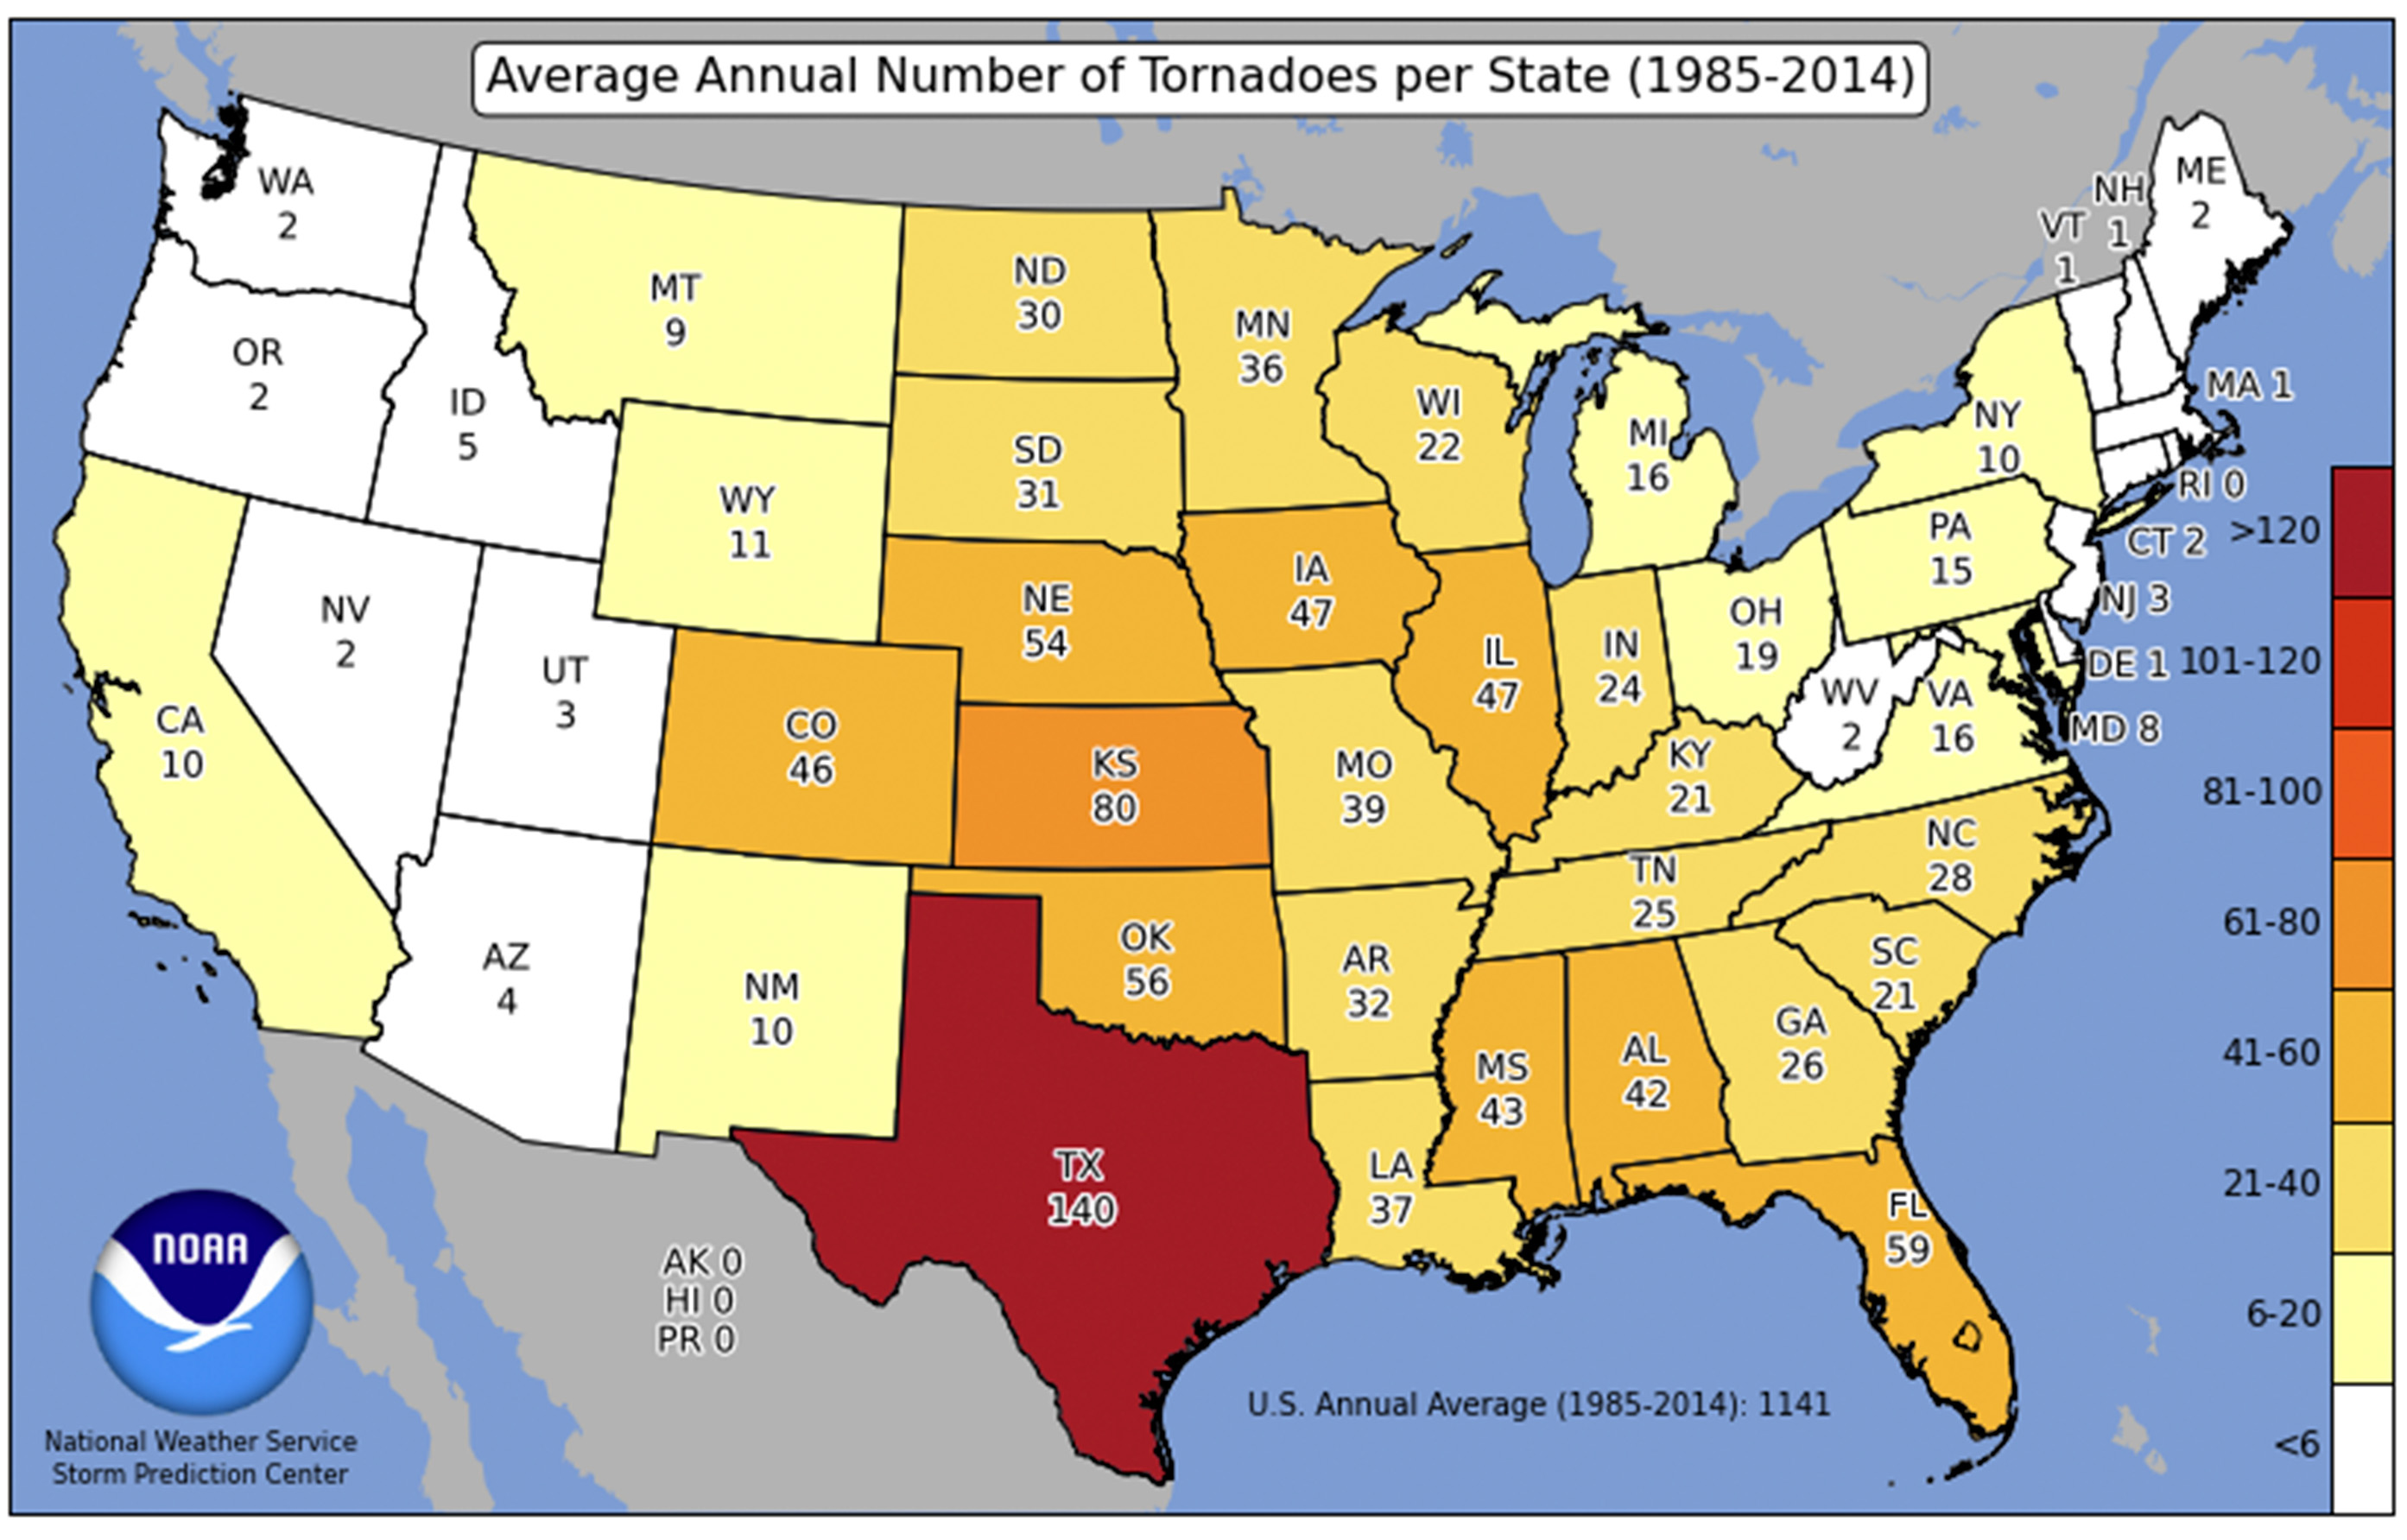 Average Annual Number of Tornadoes per State (1985-2014)
WA
2
OR
2
ID
5
MT
9
ND
30
MN
36
WI
22
MI
16
NY
10
VT
1
NH
1
ME
2
MA 1
RI 0
CT 2
NJ 3
DE 1
MD 8
SD
31
WY
11
NE
54
IA
47
IL
47
IN
24
OH
19
PA
15
WV
2
VA
16
NV
2
UT
3
CA
10
CO
46
KS
80
MO
39
KY
21
NC
28
TN
25
SC
21
AZ
4
NM
10
OK
56
AR
32
MS
43
AL
42
GA
26
TX
140
LA
37
FL
59
AK 0
HI 0
PR 0
>120
101-120
81-100
61-80
41-60
21-40
6-20
<6
NOAA
National Weather Service
Storm Prediction Center
U.S. Annual Average (1985-2014): 1141